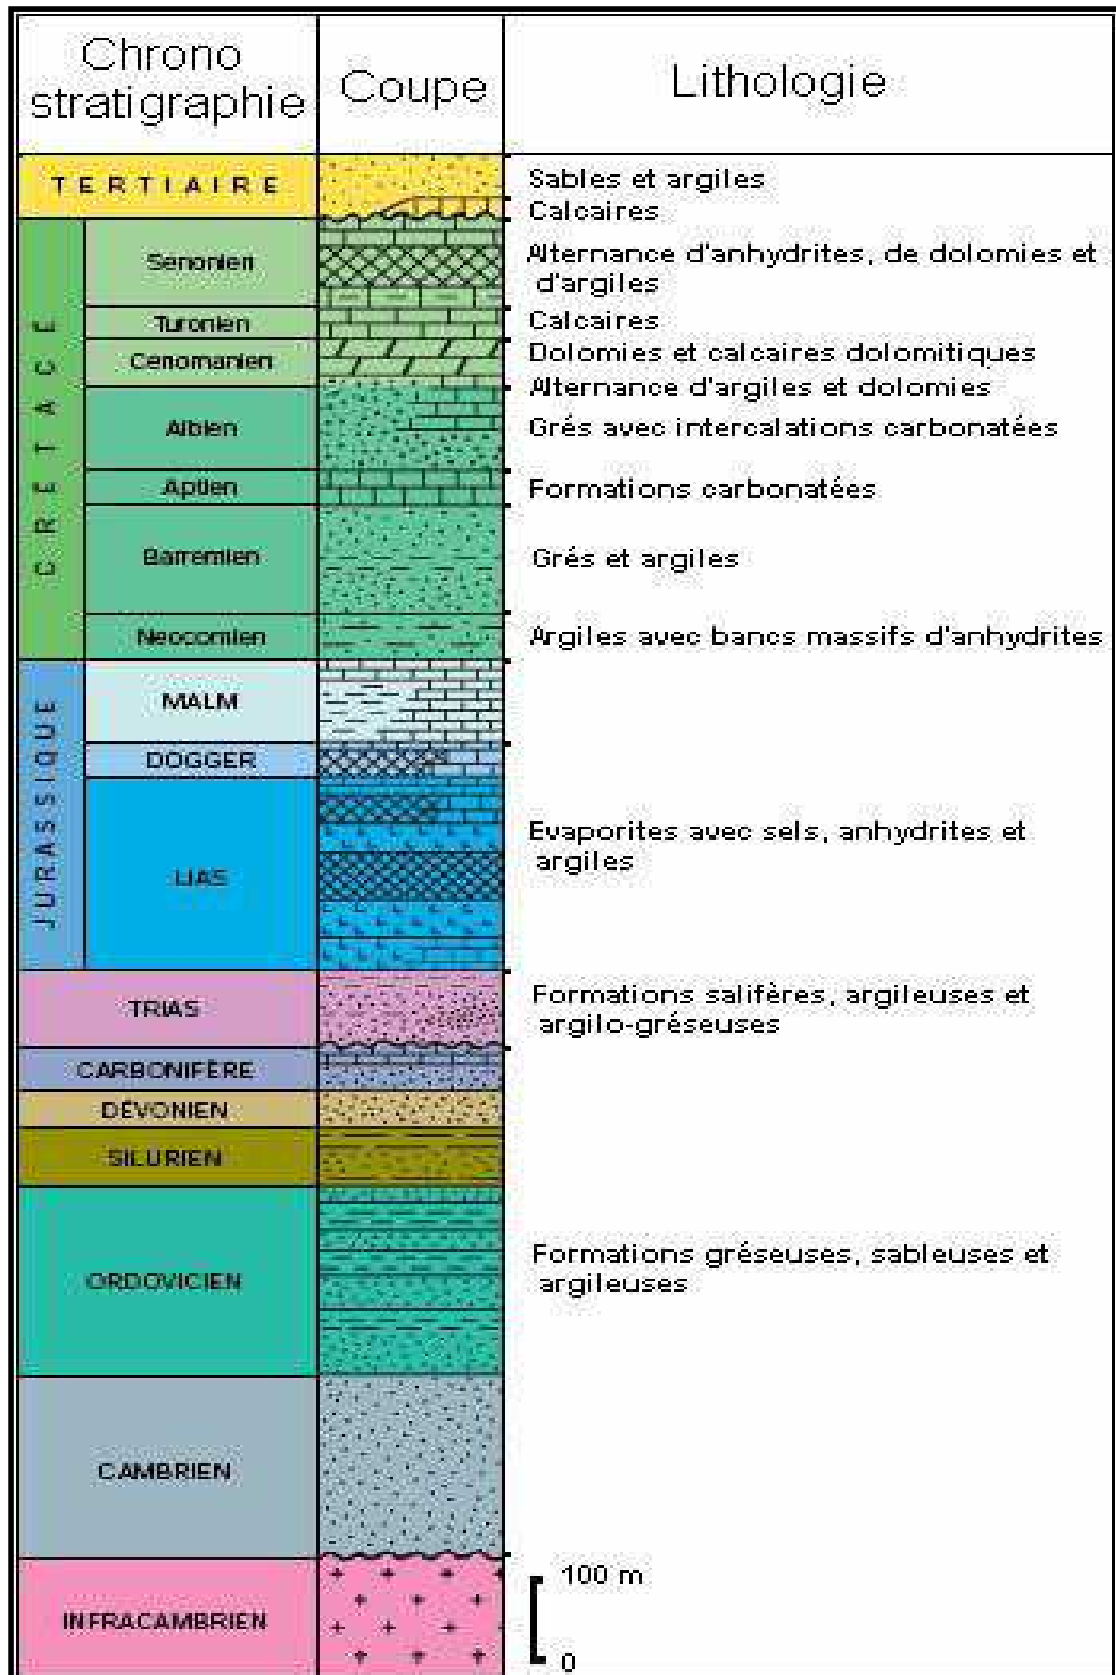 Chrono
stratigraphie
Coupe
Lithologie
TERTIAIRE
Sables et argiles
Calcaires
CRETACE
Sénonien
Alternance d'anhydrites, de dolomies et
d'argiles
Turonien
Calcaires
Cénomanien
Dolomies et calcaires dolomitiques
Alternance d'argiles et dolomies
Albien
Grés avec intercalations carbonatées
Aptien
Formations carbonatées
Barremien
Grés et argiles
Neocomien
Argiles avec bancs massifs d'anhydrites
JURASSIQUE
MALM
DOGGER
LIAS
Evaporites avec sels, anhydrites et
argiles
TRIAS
Formations salifères, argileuses et
argilo-gréseuses
CARBONIFÈRE
DÉVONIEN
SILURIEN
ORDOVICIEN
Formations gréseuses, sableuses et
argileuses
CAMBRIEN
INFRACAMBRIEN
100 m
0